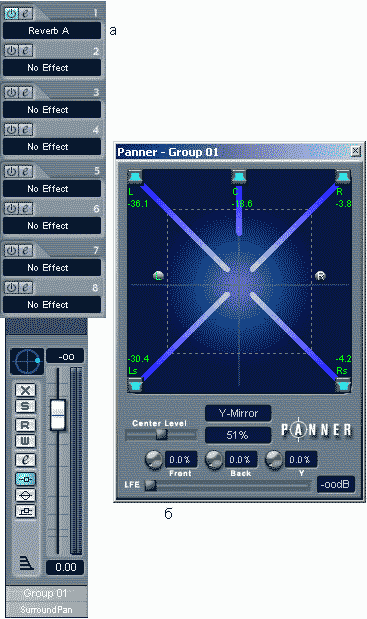 1
Reverb A
а
2
No Effect
3
No Effect
4
No Effect
5
No Effect
6
No Effect
7
No Effect
8
No Effect
Panner - Group 01
L C R
-36.1 -18.6 -3.8
L R
-30.4 -4.2
Ls Rs
Y-Mirror
Center Level
51%
PANNER
0.0% 0.0% 0.0%
Front Back Y
LFE -oodB
б
-oo
X
S
R
W
e
0.00
Group 01
SurroundPan